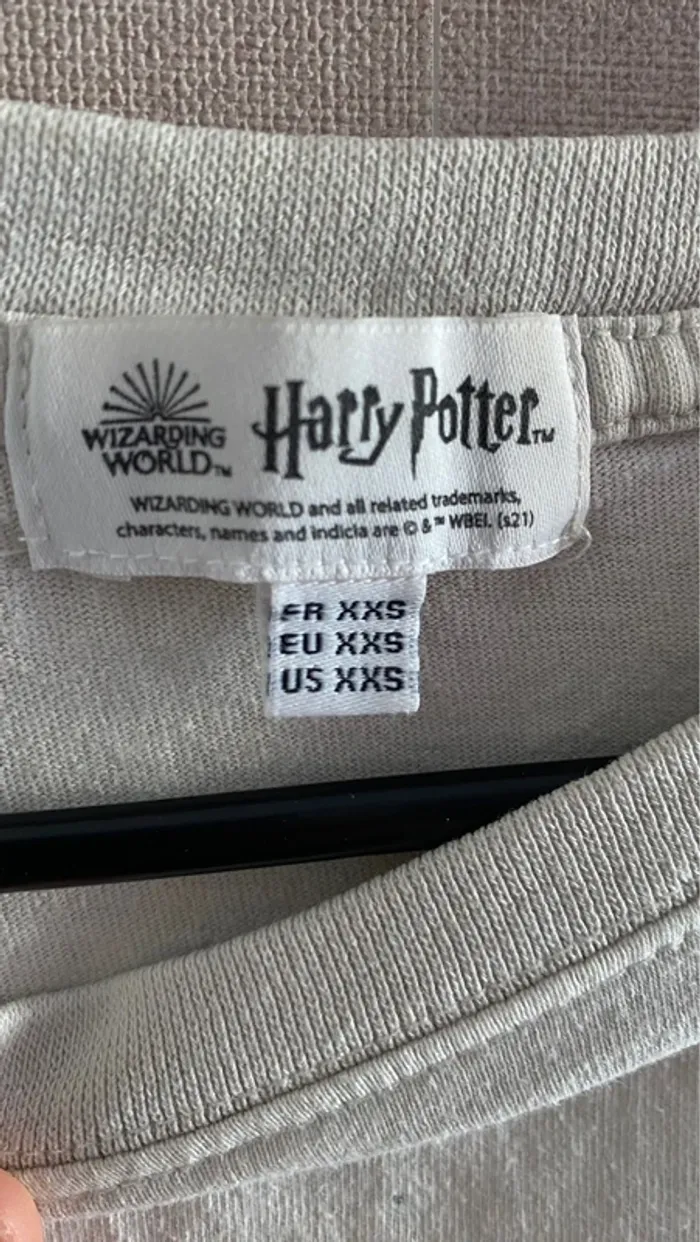 WIZARDING
WORLD™
Harry Potter™
WIZARDING WORLD and all related trademarks,
characters, names and indicia are © & ™ WBEI. (s21)
FR XXS
EU XXS
US XXS